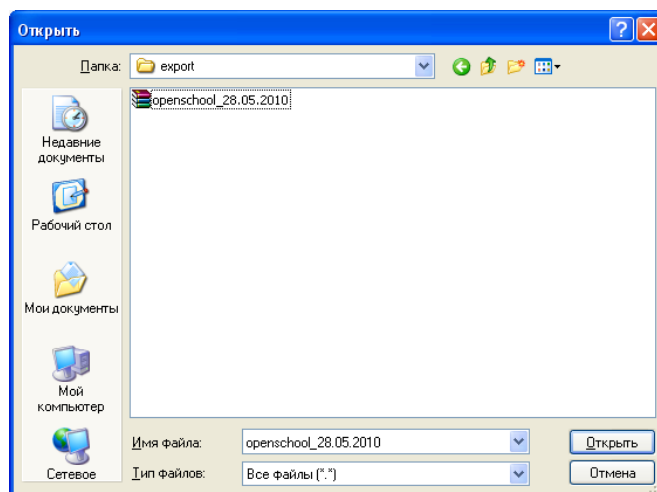 Открыть
Папка: export
openschool_28.05.2010
Недавние
документы
Рабочий стол
Мои документы
Мой
компьютер
Сетевое
Имя файла: openschool_28.05.2010 Открыть
Тип файлов: Все файлы (*.*) Отмена